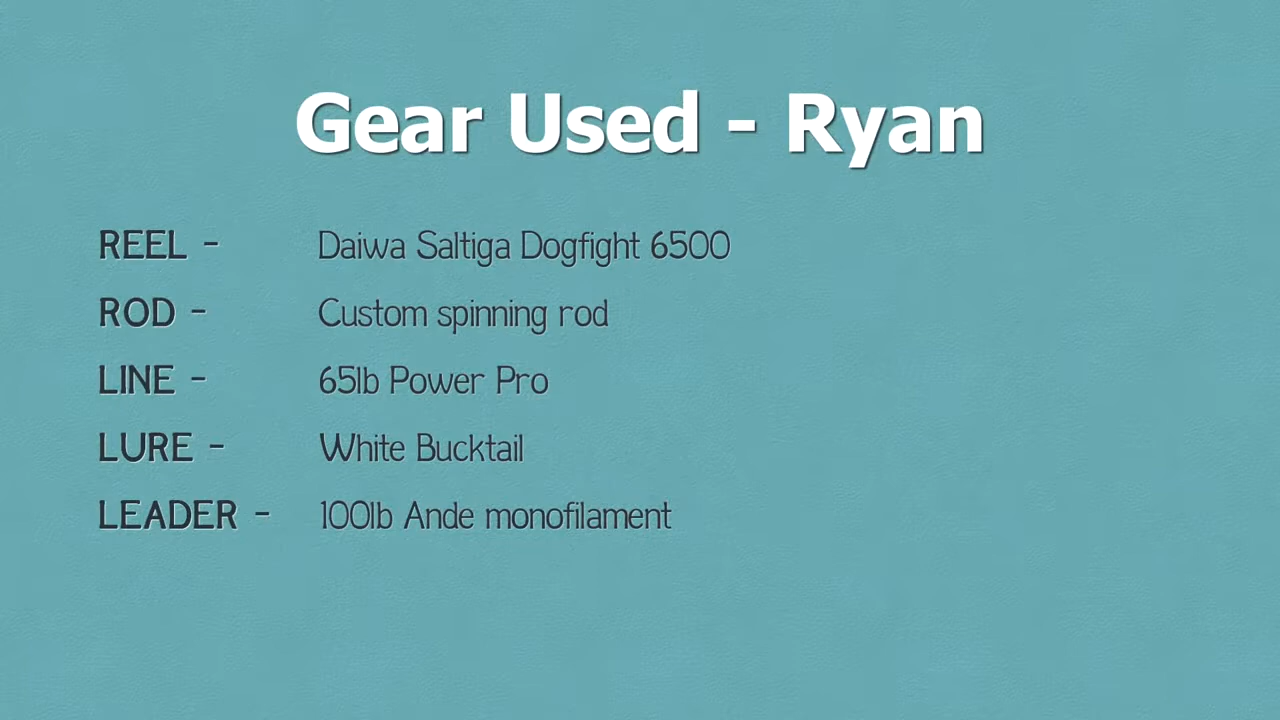 Gear Used - Ryan
REEL - Daiwa Saltiga Dogfight 6500
ROD - Custom spinning rod
LINE - 65lb Power Pro
LURE - White Bucktail
LEADER - 100lb Ande monofilament